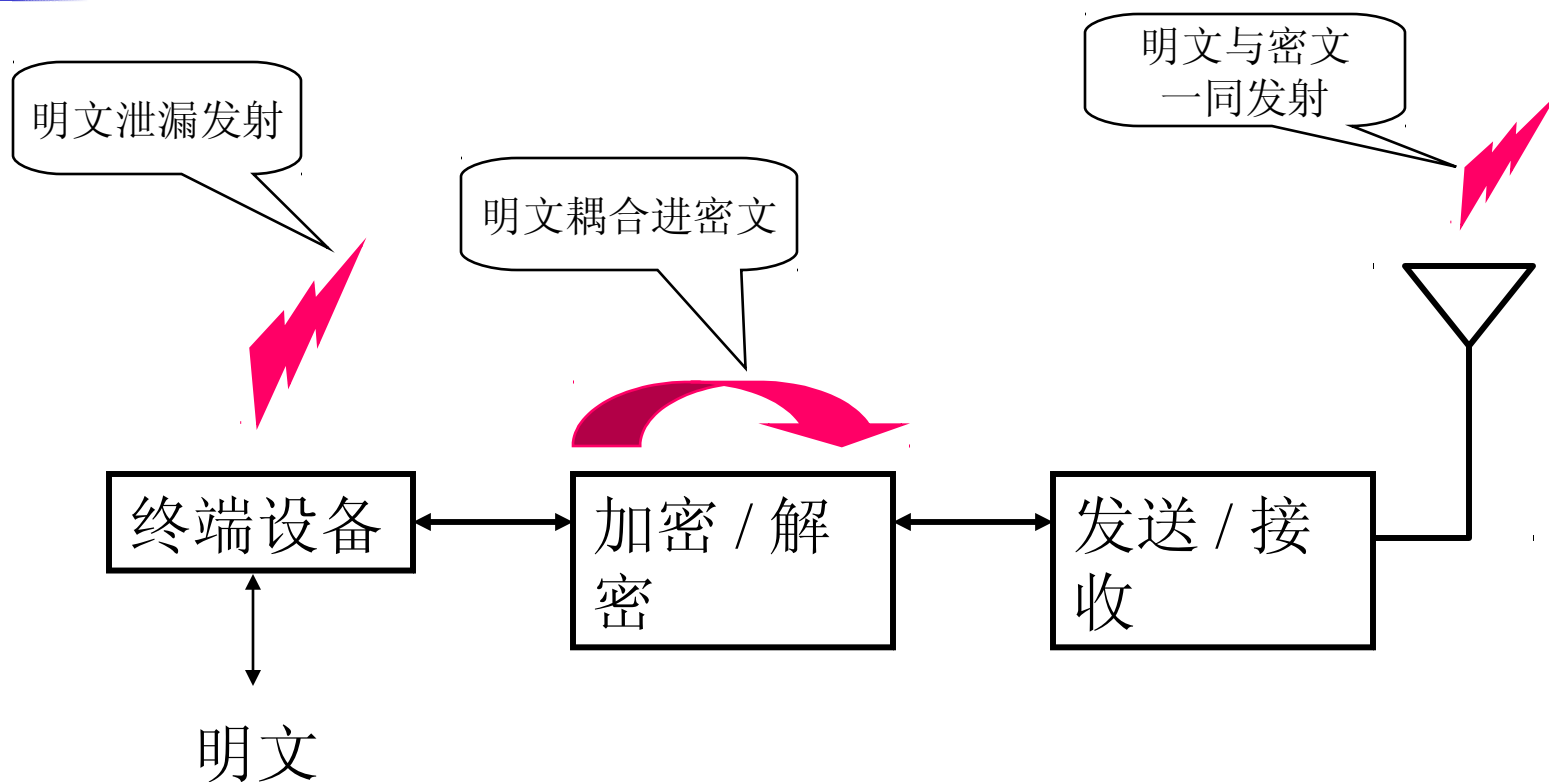 明文与密文
一同发射
明文泄漏发射
明文耦合进密文
终端设备
加密 / 解
密
发送 / 接
收
明文